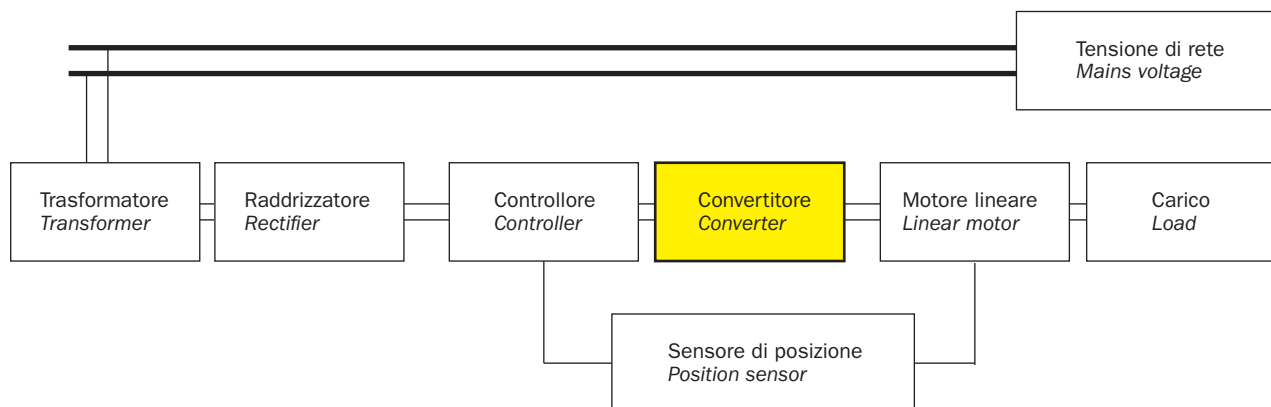 Tensione di rete
Mains voltage
Trasformatore
Transformer
Raddrizzatore
Rectifier
Controllore
Controller
Convertitore
Converter
Motore lineare
Linear motor
Carico
Load
Sensore di posizione
Position sensor